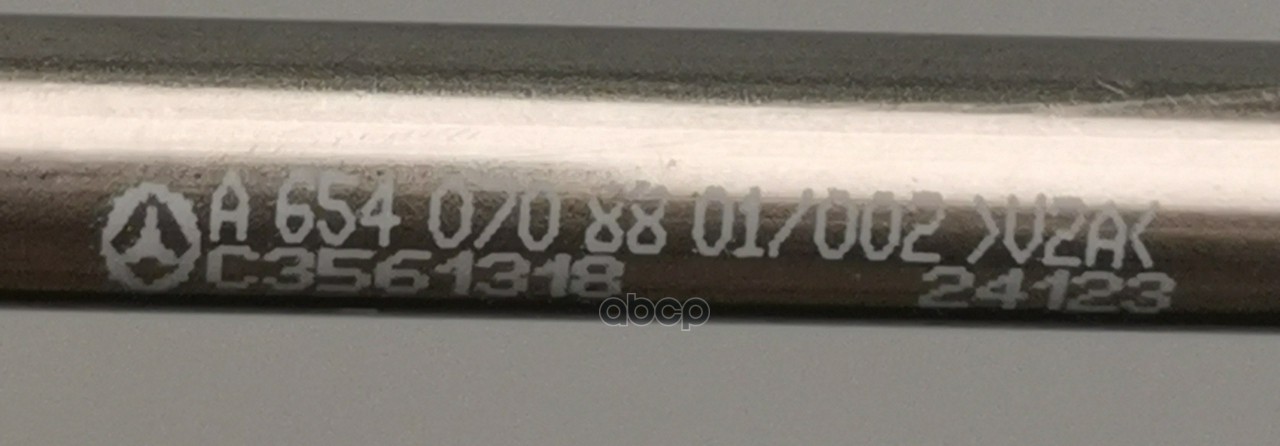 A 654 070 88 01/002 >V2A<
C3561318 24123
abcp